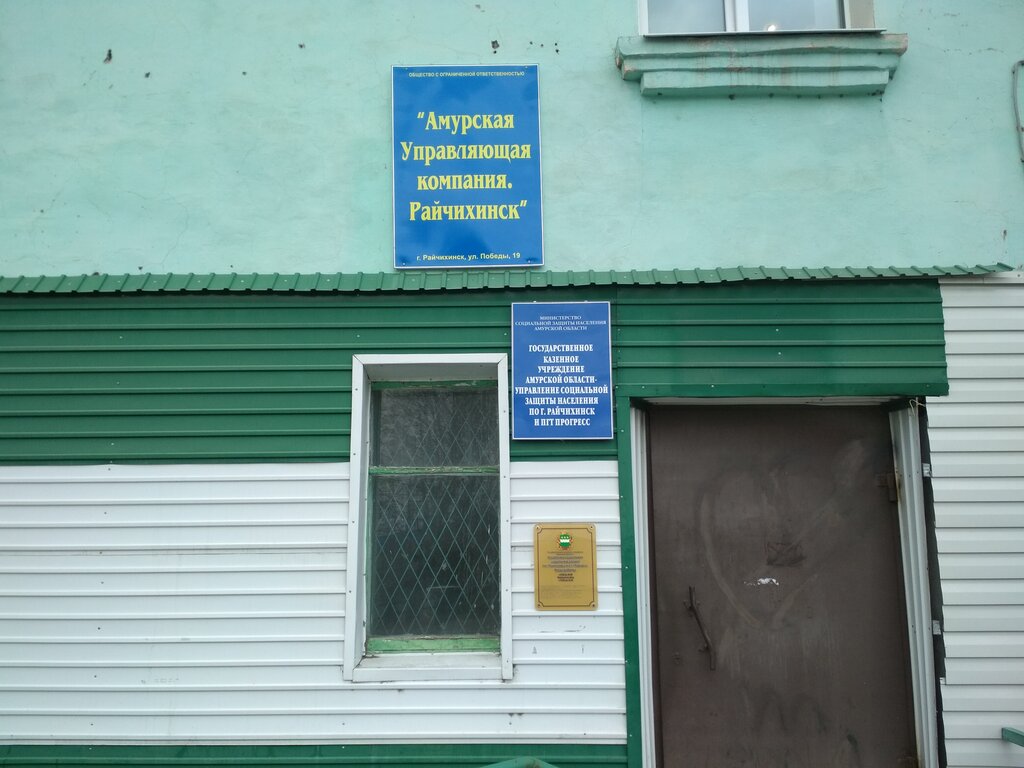 ОБЩЕСТВО С ОГРАНИЧЕННОЙ ОТВЕТСТВЕННОСТЬЮ
"Амурская
Управляющая
компания.
Райчихинск"
г. Райчихинск, ул. Победы, 19
МИНИСТЕРСТВО
СОЦИАЛЬНОЙ ЗАЩИТЫ НАСЕЛЕНИЯ
АМУРСКОЙ ОБЛАСТИ
ГОСУДАРСТВЕННОЕ
КАЗЕННОЕ
УЧРЕЖДЕНИЕ
АМУРСКОЙ ОБЛАСТИ-
УПРАВЛЕНИЕ СОЦИАЛЬНОЙ
ЗАЩИТЫ НАСЕЛЕНИЯ
ПО Г. РАЙЧИХИНСК
И ПГТ ПРОГРЕСС